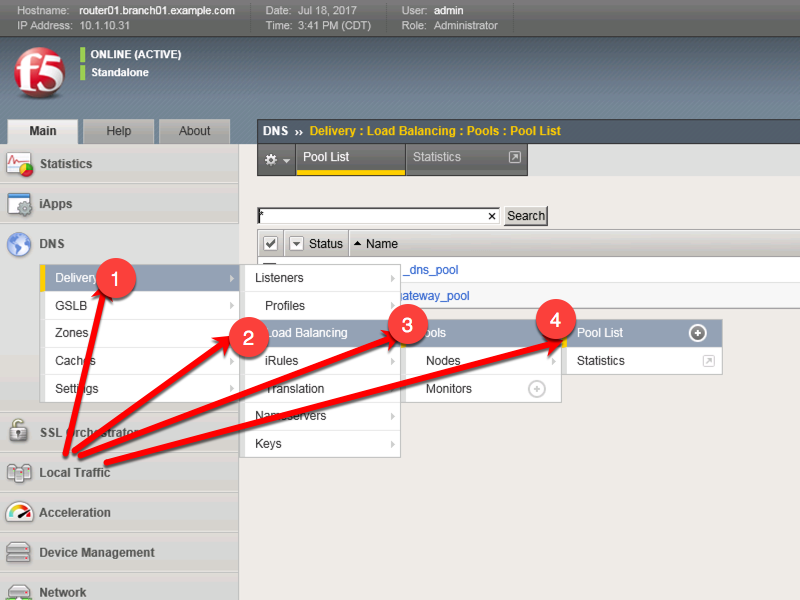 Hostname: router01.branch01.example.com Date: Jul 18, 2017 User: admin
IP Address: 10.1.10.31 Time: 3:41 PM (CDT) Role: Administrator
f5
ONLINE (ACTIVE)
Standalone
Main Help About
DNS ›› Delivery : Load Balancing : Pools : Pool List
Pool List Statistics
Statistics
iApps
* × Search
DNS
Status Name
_dns_pool
Delivery 1 Listeners
ateway_pool
GSLB Profiles
Zones 2 Load Balancing 3 ools 4 Pool List
Caches iRules Nodes Statistics
Settings Translation Monitors
Nameservers
SSL Orchestrator
Keys
Local Traffic
Acceleration
Device Management
Network